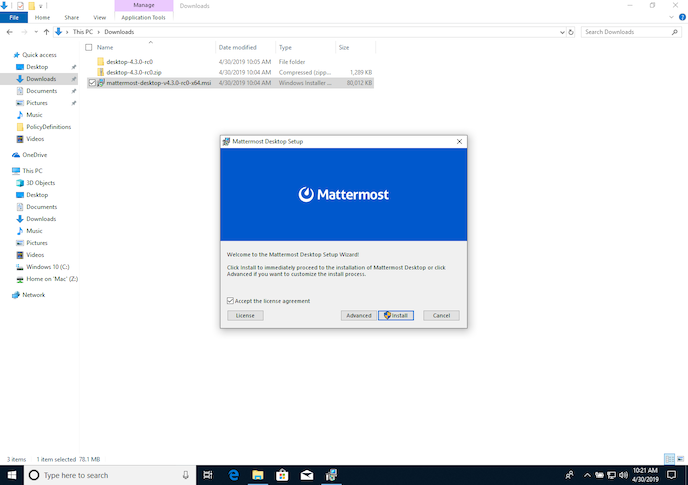 Manage
Downloads
File
Home
Share
View
Application Tools
This PC
Downloads
Search Downloads
Name
Date modified
Type
Size
Quick access
Desktop
Downloads
Documents
Pictures
Music
PolicyDefinitions
Videos
OneDrive
This PC
3D Objects
Desktop
Documents
Downloads
Music
Pictures
Videos
Windows 10 (C:)
Home on 'Mac' (Z:)
Network
desktop-4.3.0-rc0 4/30/2019 10:05 AM File folder
desktop-4.3.0-rc0.zip 4/30/2019 10:04 AM Compressed (zipp... 1,289 KB
mattermost-desktop-v4.3.0-rc0-x64.msi 4/30/2019 10:04 AM Windows Installer ... 80,012 KB
Mattermost Desktop Setup
Mattermost
Welcome to the Mattermost Desktop Setup Wizard!
Click Install to immediately proceed to the installation of Mattermost Desktop or click
Advanced if you want to customize the install process.
Accept the license agreement
License
Advanced
Install
Cancel
3 items 1 item selected 78.1 MB
Type here to search
10:21 AM
4/30/2019